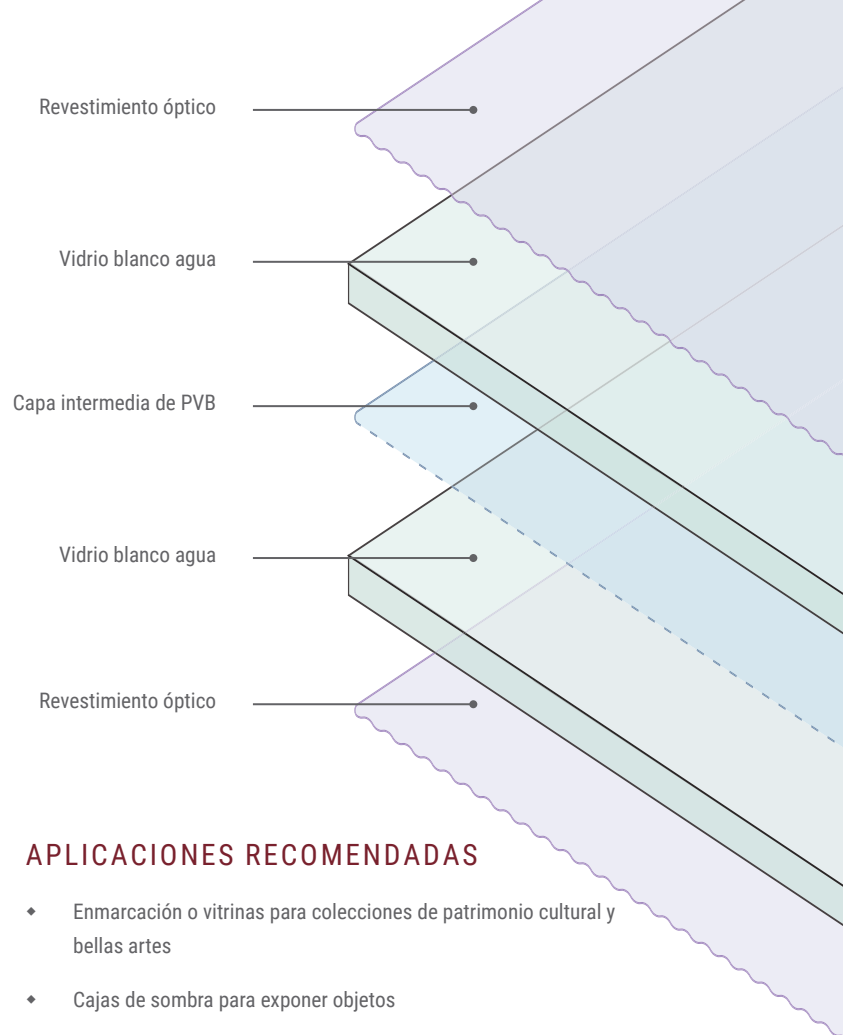 Revestimiento óptico
Vidrio blanco agua
Capa intermedia de PVB
Vidrio blanco agua
Revestimiento óptico
APLICACIONES RECOMENDADAS
Enmarcación o vitrinas para colecciones de patrimonio cultural y
bellas artes
Cajas de sombra para exponer objetos